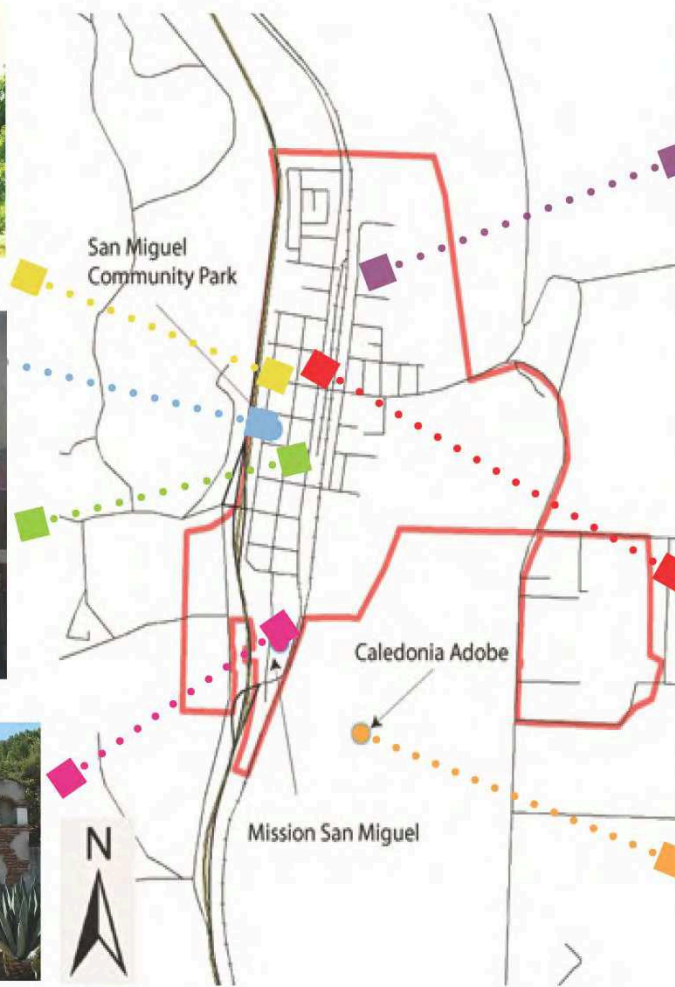 San Miguel
Community Park
Caledonia Adobe
Mission San Miguel
N